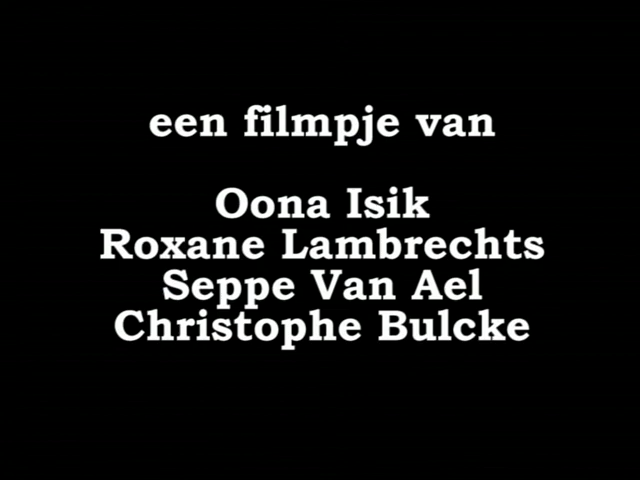 een filmpje van
Oona Isik
Roxane Lambrechts
Seppe Van Ael
Christophe Bulcke